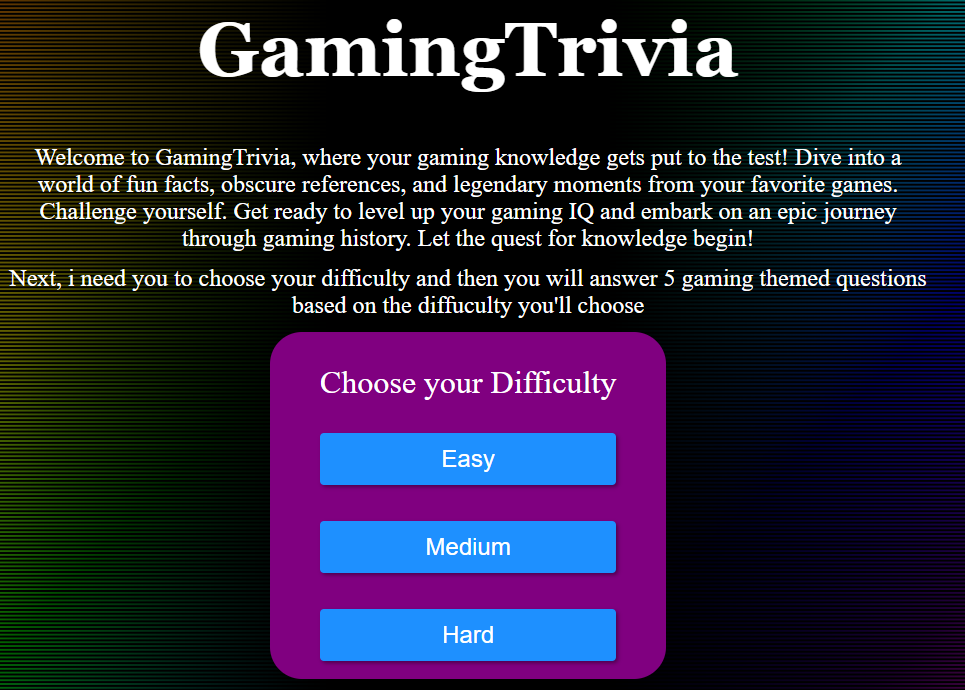 GamingTrivia
Welcome to GamingTrivia, where your gaming knowledge gets put to the test! Dive into a
world of fun facts, obscure references, and legendary moments from your favorite games.
Challenge yourself. Get ready to level up your gaming IQ and embark on an epic journey
through gaming history. Let the quest for knowledge begin!
Next, i need you to choose your difficulty and then you will answer 5 gaming themed questions
based on the diffuculty you'll choose
Choose your Difficulty
Easy
Medium
Hard